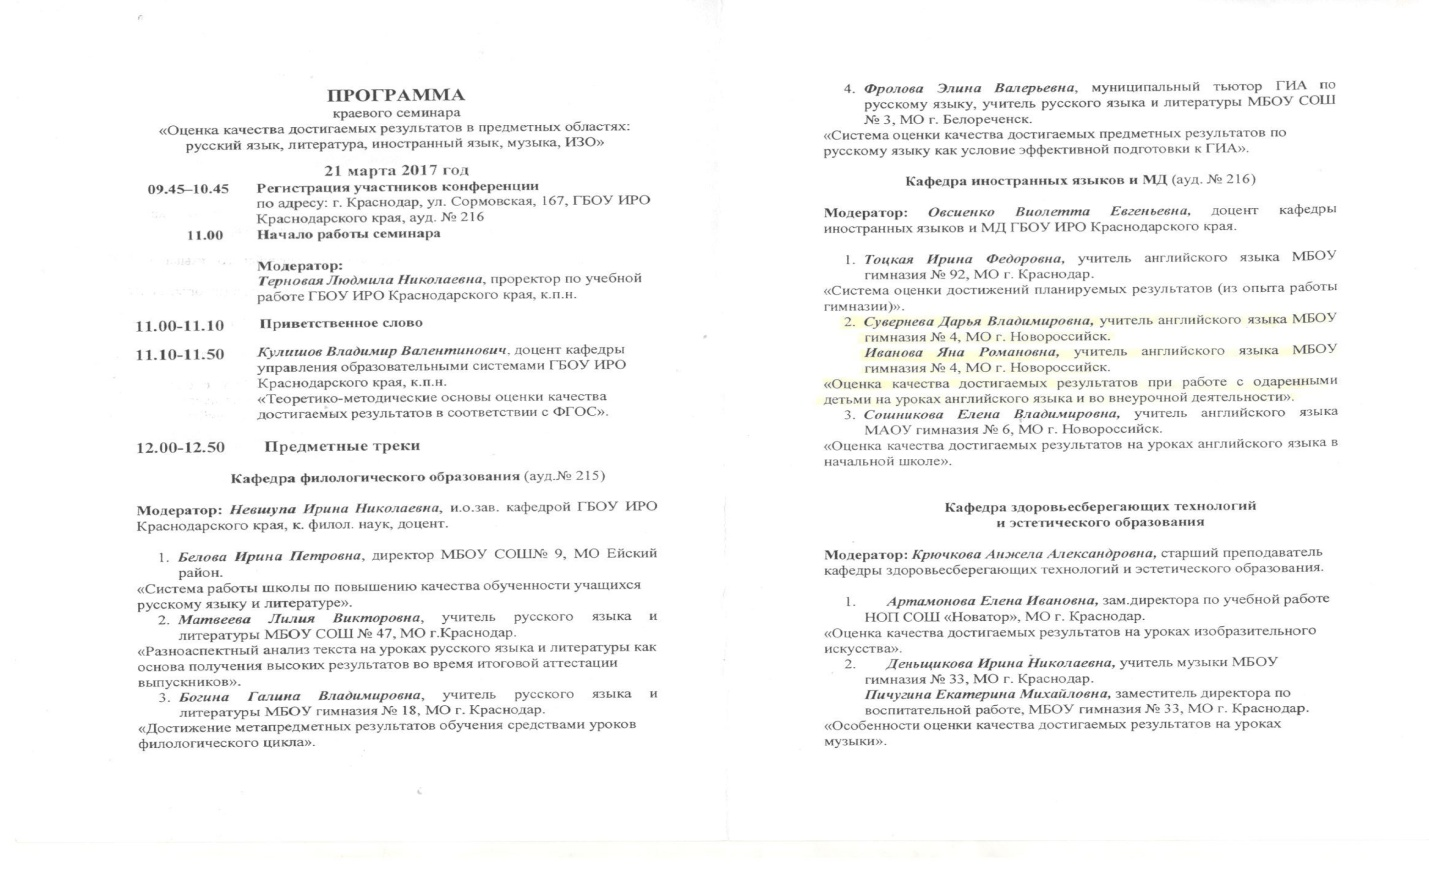 ПРОГРАММА
краевого семинара
«Оценка качества достигаемых результатов в предметных областях:
русский язык, литература, иностранный язык, музыка, ИЗО»
21 марта 2017 год
09.45–10.45 Регистрация участников конференции
по адресу: г. Краснодар, ул. Сормовская, 167, ГБОУ ИРО
Краснодарского края, ауд. № 216
11.00 Начало работы семинара
Модератор:
Терновая Людмила Николаевна, проректор по учебной
работе ГБОУ ИРО Краснодарского края, к.п.н.
11.00-11.10 Приветственное слово
11.10-11.50 Кулишов Владимир Валентинович, доцент кафедры
управления образовательными системами ГБОУ ИРО
Краснодарского края, к.п.н.
«Теоретико-методические основы оценки качества
достигаемых результатов в соответствии с ФГОС».
12.00-12.50 Предметные треки
Кафедра филологического образования (ауд.№ 215)
Модератор: Невшупа Ирина Николаевна, и.о.зав. кафедрой ГБОУ ИРО
Краснодарского края, к. филол. наук, доцент.
1. Белова Ирина Петровна, директор МБОУ СОШ№ 9, МО Ейский
район.
«Система работы школы по повышению качества обученности учащихся
русскому языку и литературе».
2. Матвеева Лилия Викторовна, учитель русского языка и
литературы МБОУ СОШ № 47, МО г.Краснодар.
«Разноаспектный анализ текста на уроках русского языка и литературы как
основа получения высоких результатов во время итоговой аттестации
выпускников».
3. Богина Галина Владимировна, учитель русского языка и
литературы МБОУ гимназия № 18, МО г. Краснодар.
«Достижение метапредметных результатов обучения средствами уроков
филологического цикла».
4. Фролова Элина Валерьевна, муниципальный тьютор ГИА по
русскому языку, учитель русского языка и литературы МБОУ СОШ
№ 3, МО г. Белореченск.
«Система оценки качества достигаемых предметных результатов по
русскому языку как условие эффективной подготовки к ГИА».
Кафедра иностранных языков и МД (ауд. № 216)
Модератор: Овсиенко Виолетта Евгеньевна, доцент кафедры
иностранных языков и МД ГБОУ ИРО Краснодарского края.
1. Тоцкая Ирина Федоровна, учитель английского языка МБОУ
гимназия № 92, МО г. Краснодар.
«Система оценки достижений планируемых результатов (из опыта работы
гимназии)».
2. Сувернева Дарья Владимировна, учитель английского языка МБОУ
гимназия № 4, МО г. Новороссийск.
Иванова Яна Романовна, учитель английского языка МБОУ
гимназия № 4, МО г. Новороссийск.
«Оценка качества достигаемых результатов при работе с одаренными
детьми на уроках английского языка и во внеурочной деятельности».
3. Сошникова Елена Владимировна, учитель английского языка
МАОУ гимназия № 6, МО г. Новороссийск.
«Оценка качества достигаемых результатов на уроках английского языка в
начальной школе».
Кафедра здоровьесберегающих технологий
и эстетического образования
Модератор: Крючкова Анжела Александровна, старший преподаватель
кафедры здоровьесберегающих технологий и эстетического образования.
1. Артамонова Елена Ивановна, зам.директора по учебной работе
НОП СОШ «Новатор», МО г. Краснодар.
«Оценка качества достигаемых результатов на уроках изобразительного
искусства».
2. Деньщикова Ирина Николаевна, учитель музыки МБОУ
гимназия № 33, МО г. Краснодар.
Пичугина Екатерина Михайловна, заместитель директора по
воспитательной работе, МБОУ гимназия № 33, МО г. Краснодар.
«Особенности оценки качества достигаемых результатов на уроках
музыки».